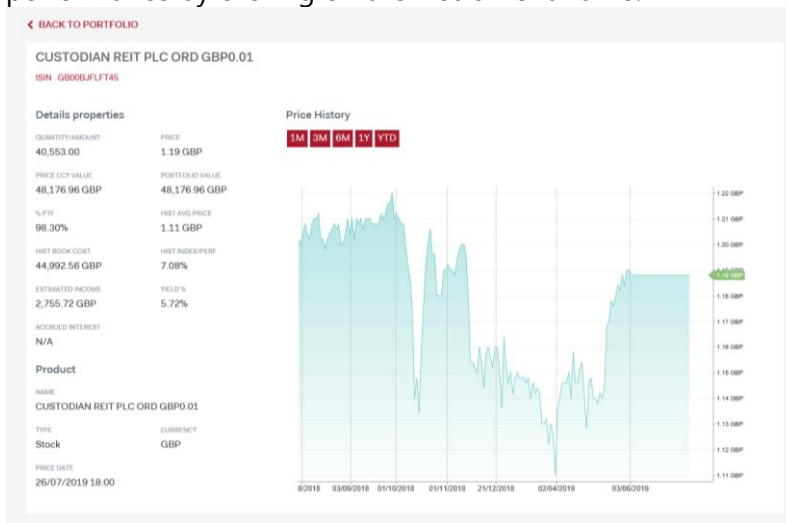 BACK TO PORTFOLIO
CUSTODIAN REIT PLC ORD GBP0.01
ISIN GB00BJFLFT45
Details properties
Price History
QUANTITY/AMOUNT PRICE
40,553.00 1.19 GBP
1M 3M 6M 1Y YTD
PRICE CCY VALUE PORTFOLIO VALUE
48,176.96 GBP 48,176.96 GBP
% PTF HIST AVG PRICE
98.30% 1.11 GBP
HIST BOOK COST HIST INDEX/PERF
44,992.56 GBP 7.08%
ESTIMATED INCOME YIELD %
2,755.72 GBP 5.72%
ACCRUED INTEREST
N/A
Product
NAME
CUSTODIAN REIT PLC ORD GBP0.01
TYPE CURRENCY
Stock GBP
PRICE DATE
26/07/2019 18:00
1.22 GBP
1.21 GBP
1.20 GBP
1.19 GBP
1.18 GBP
1.17 GBP
1.16 GBP
1.15 GBP
1.14 GBP
1.13 GBP
1.12 GBP
1.11 GBP
8/2018 03/09/2018 01/10/2018 01/11/2018 21/12/2018 02/04/2019 03/06/2019